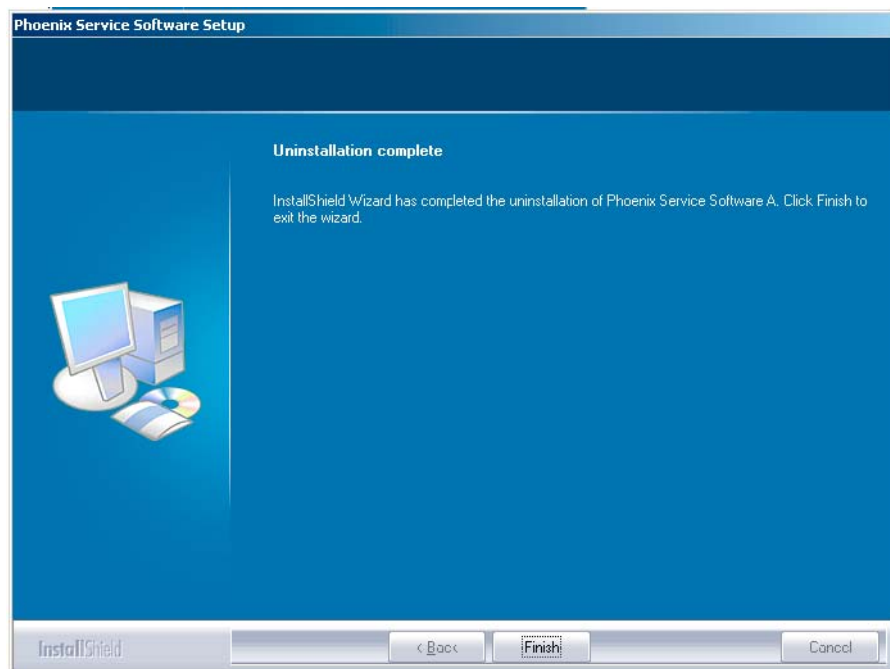 Phoenix Service Software Setup
Uninstallation complete
InstallShield Wizard has completed the uninstallation of Phoenix Service Software A. Click Finish to
exit the wizard.
InstallShield
< Back
Finish
Cancel